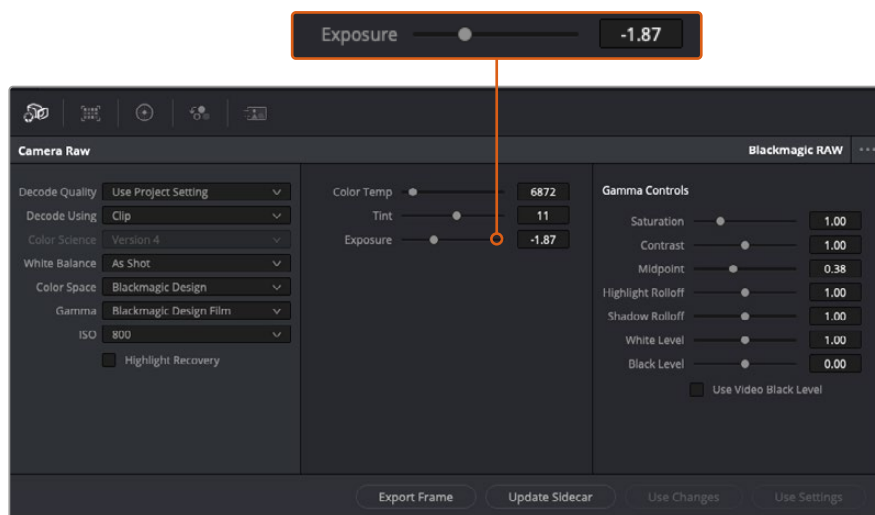 Exposure -1.87
Camera Raw
Blackmagic RAW
Decode Quality Use Project Setting
Decode Using Clip
Color Science Version 4
White Balance As Shot
Color Space Blackmagic Design
Gamma Blackmagic Design Film
ISO 800
Highlight Recovery
Color Temp 6872
Tint 11
Exposure -1.87
Gamma Controls
Saturation 1.00
Contrast 1.00
Midpoint 0.38
Highlight Rolloff 1.00
Shadow Rolloff 1.00
White Level 1.00
Black Level 0.00
Use Video Black Level
Export Frame
Update Sidecar
Use Changes
Use Settings